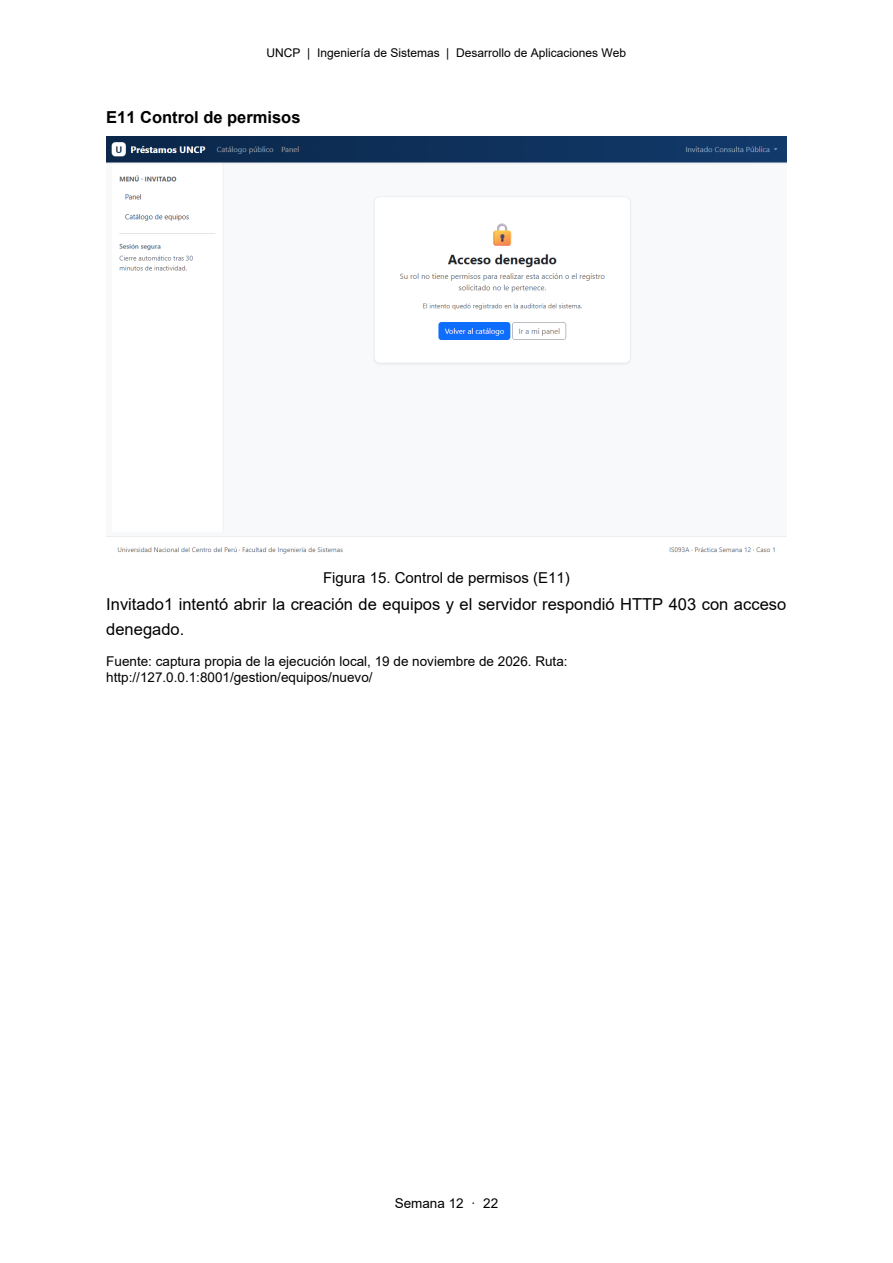 UNCP | Ingeniería de Sistemas | Desarrollo de Aplicaciones Web
E11 Control de permisos
U Préstamos UNCP Catálogo público Panel Invitado Consulta Pública
MENÚ · INVITADO
Panel
Catálogo de equipos
Sesión segura
Cierre automático tras 30
minutos de inactividad.
Acceso denegado
Su rol no tiene permisos para realizar esta acción o el registro
solicitado no le pertenece.
El intento quedó registrado en la auditoría del sistema.
Volver al catálogo Ir a mi panel
Universidad Nacional del Centro del Perú · Facultad de Ingeniería de Sistemas IS093A · Práctica Semana 12 · Caso 1
Figura 15. Control de permisos (E11)
Invitado1 intentó abrir la creación de equipos y el servidor respondió HTTP 403 con acceso
denegado.
Fuente: captura propia de la ejecución local, 19 de noviembre de 2026. Ruta:
http://127.0.0.1:8001/gestion/equipos/nuevo/
Semana 12 · 22